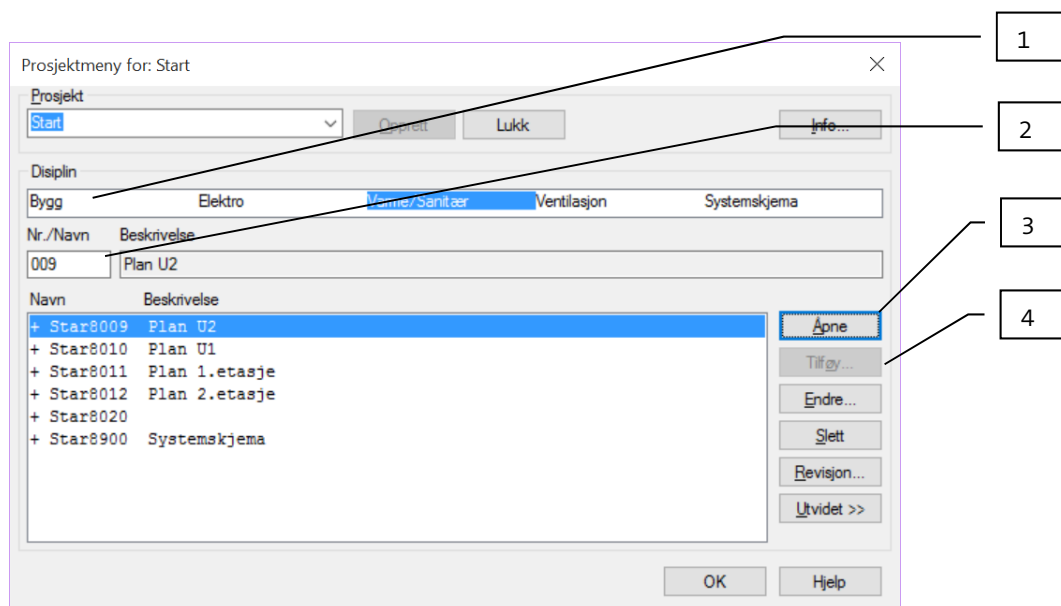 1
Prosjektmeny for: Start
Prosjekt
Start Opprett Lukk Info...
2
Disiplin
Bygg Elektro Varme/Sanitær Ventilasjon Systemskjema
3
Nr./Navn Beskrivelse
009 Plan U2
Navn Beskrivelse
4
+ Star8009 Plan U2 Åpne
+ Star8010 Plan U1
Tilføy...
+ Star8011 Plan 1.etasje
+ Star8012 Plan 2.etasje Endre...
+ Star8020
+ Star8900 Systemskjema Slett
Revisjon...
Utvidet >>
OK Hjelp